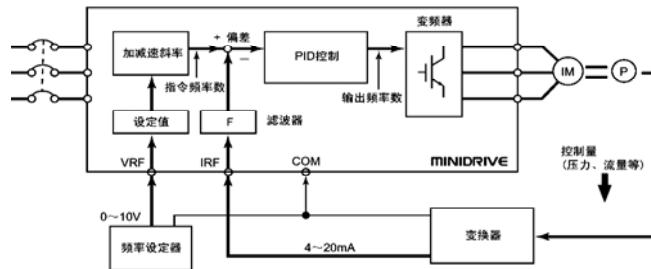 变频器
+ 偏差
加减速斜率
−
PID控制
指令频率数
输出频率数
IM
P
设定值
F
滤波器
VRF
IRF
COM
MINIDRIVE
控制量
(压力、流量等)
0～10V
频率设定器
4～20mA
变换器